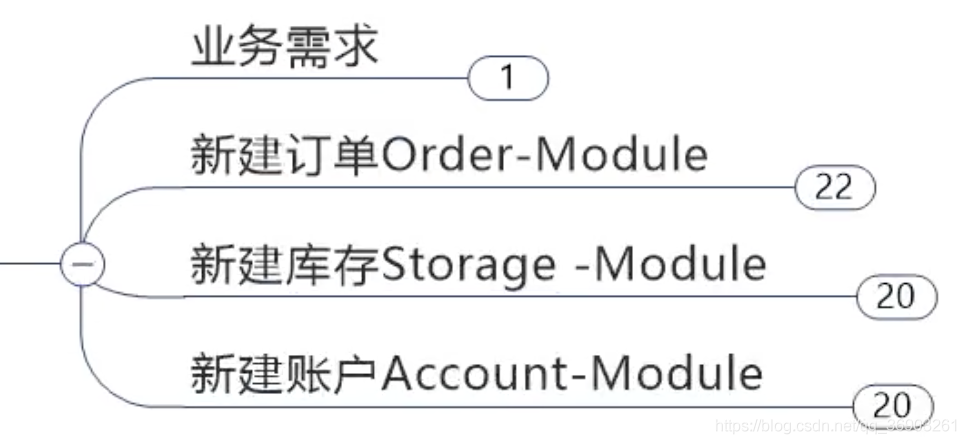 业务需求
1
新建订单Order-Module
22
新建库存Storage -Module
20
新建账户Account-Module
20